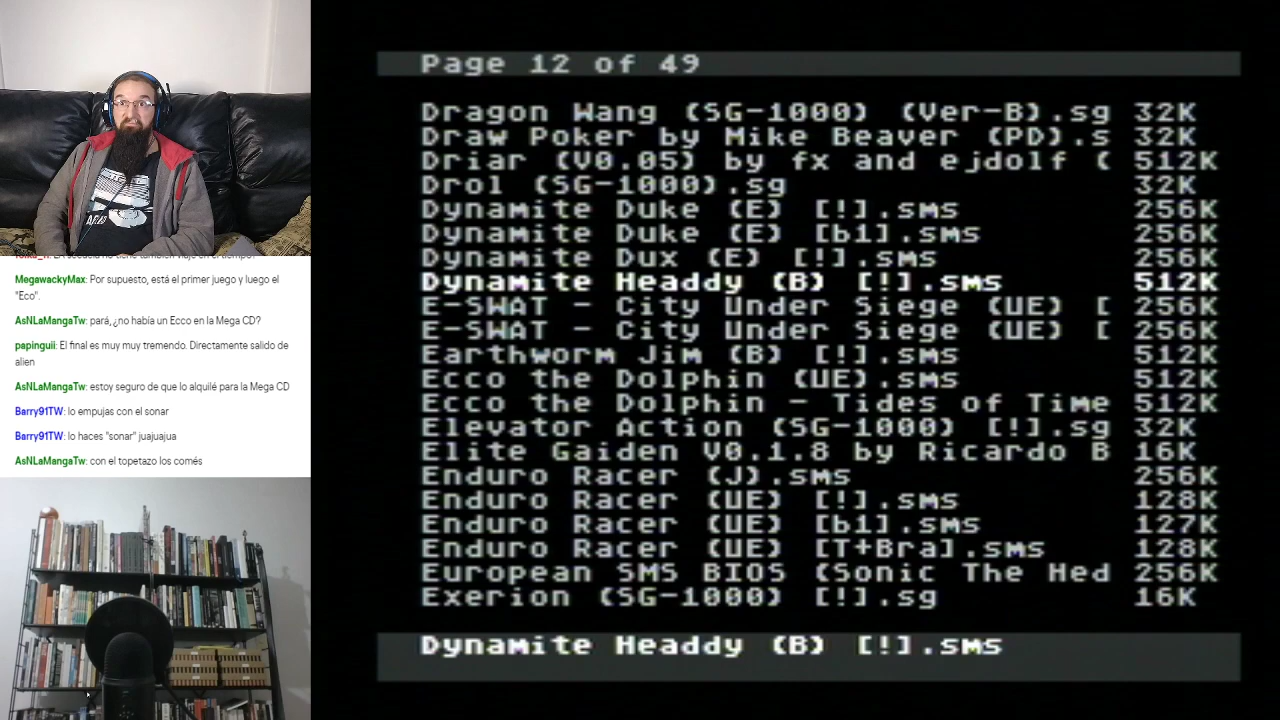 MegawackyMax: Por supuesto, está el primer juego y luego el
"Eco".
AsNLaMangaTw: pará, ¿no había un Ecco en la Mega CD?
papinguii: El final es muy muy tremendo. Directamente salido de
alien
AsNLaMangaTw: estoy seguro de que lo alquilé para la Mega CD
Barry91TW: lo empujas con el sonar
Barry91TW: lo haces "sonar" juajuajua
AsNLaMangaTw: con el topetazo los comés
Page 12 of 49
Dragon Wang (SG-1000) (Ver-B).sg 32K
Draw Poker by Mike Beaver (PD).s 32K
Driar (V0.05) by fx and ejdolf ( 512K
Drol (SG-1000).sg 32K
Dynamite Duke (E) [!].sms 256K
Dynamite Duke (E) [b1].sms 256K
Dynamite Dux (E) [!].sms 256K
Dynamite Headdy (B) [!].sms 512K
E-SWAT - City Under Siege (UE) [ 256K
E-SWAT - City Under Siege (UE) [ 256K
Earthworm Jim (B) [!].sms 512K
Ecco the Dolphin (UE).sms 512K
Ecco the Dolphin - Tides of Time 512K
Elevator Action (SG-1000) [!].sg 32K
Elite Gaiden V0.1.8 by Ricardo B 16K
Enduro Racer (J).sms 256K
Enduro Racer (UE) [!].sms 128K
Enduro Racer (UE) [b1].sms 127K
Enduro Racer (UE) [T+Bra].sms 128K
European SMS BIOS (Sonic The Hed 256K
Exerion (SG-1000) [!].sg 16K
Dynamite Headdy (B) [!].sms